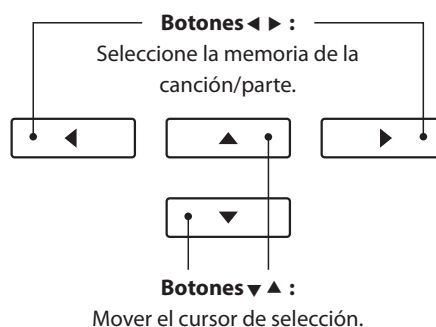 Botones ◀ ▶ :
Seleccione la memoria de la
canción/parte.
Botones ▼ ▲ :
Mover el cursor de selección.